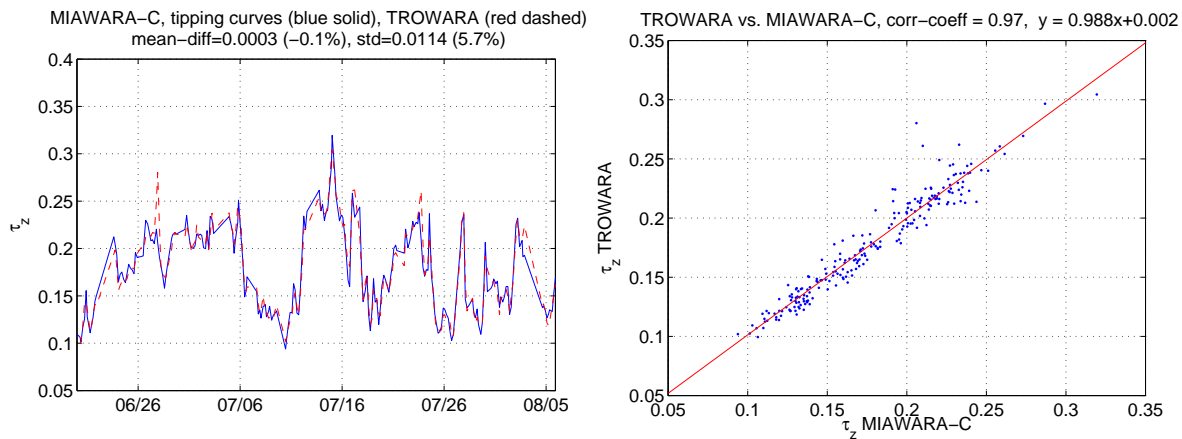 MIAWARA−C, tipping curves (blue solid), TROWARA (red dashed)
mean−diff=0.0003 (−0.1%), std=0.0114 (5.7%)
0.4
0.35
0.3
0.25
0.2
0.15
0.1
0.05
τz
06/26 07/06 07/16 07/26 08/05
TROWARA vs. MIAWARA−C, corr−coeff = 0.97, y = 0.988x+0.002
0.35
0.3
0.25
0.2
0.15
0.1
0.05
τz TROWARA
0.05 0.1 0.15 0.2 0.25 0.3 0.35
τz MIAWARA−C